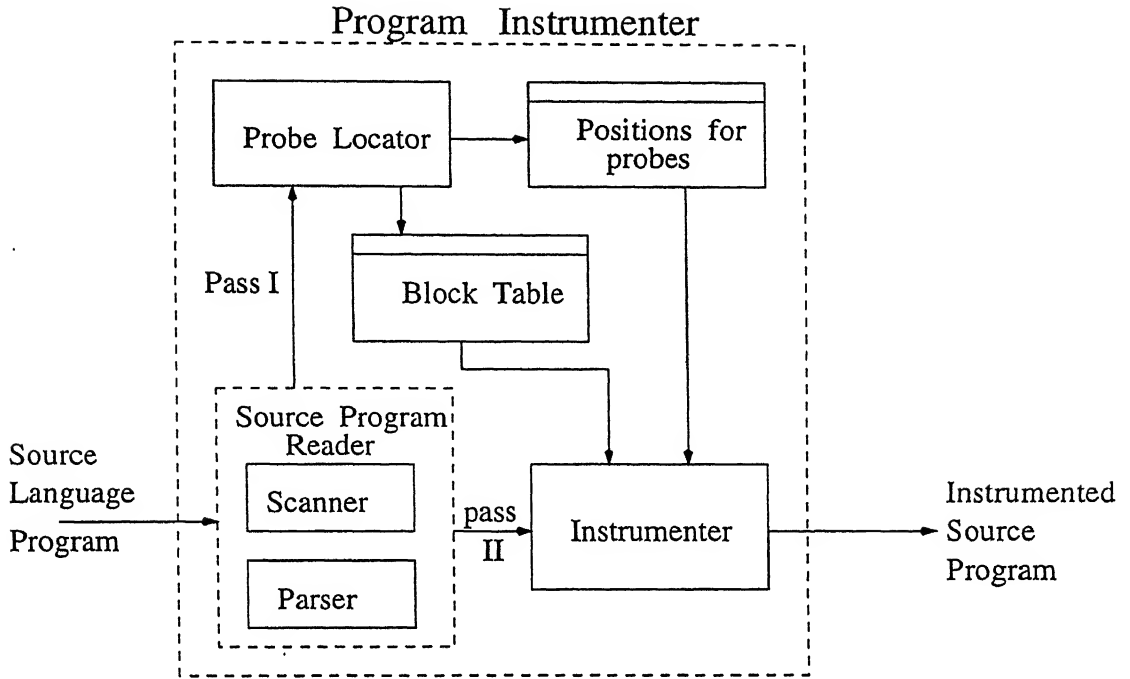 Program Instrumenter
Probe Locator
Positions for
probes
Block Table
Pass I
Source Program
Reader
Scanner
Parser
Source
Language
Program
pass
II
Instrumenter
Instrumented
Source
Program